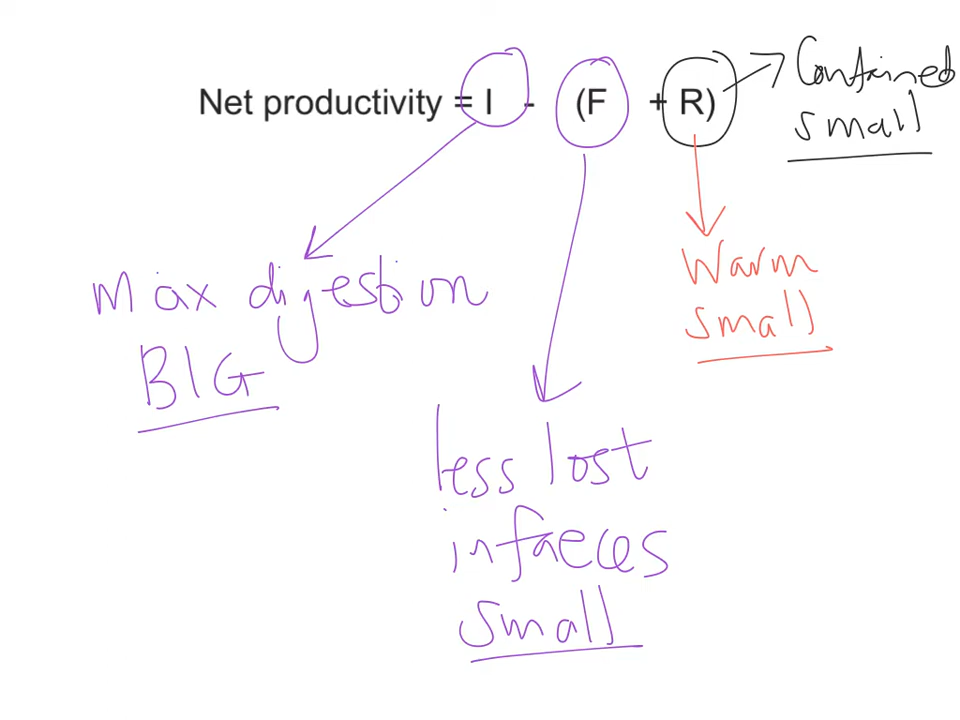 Net productivity = I - (F + R)
Contained
small
Warm
small
Max digestion
BIG
less lost
in faeces
small